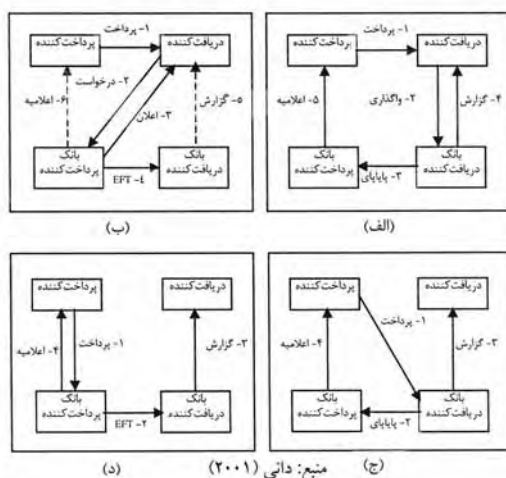 ۱- پرداخت
دریافت‌کننده
پرداخت‌کننده
۲- واگذاری
۴- گزارش
۵- اعلامیه
بانک
دریافت‌کننده
۳- پایاپای
بانک
پرداخت‌کننده
(الف)
۱- پرداخت
دریافت‌کننده
پرداخت‌کننده
۲- درخواست
۳- اعلان
۵- گزارش
۶- اعلامیه
بانک
دریافت‌کننده
EFT -٤
بانک
پرداخت‌کننده
(ب)
دریافت‌کننده
پرداخت‌کننده
۱- پرداخت
۳- گزارش
۴- اعلامیه
بانک
دریافت‌کننده
۲- پایاپای
بانک
پرداخت‌کننده
(ج)
دریافت‌کننده
پرداخت‌کننده
۱- پرداخت
۳- گزارش
۴- اعلامیه
بانک
دریافت‌کننده
EFT -۲
بانک
پرداخت‌کننده
(د)
منبع: دانی (۲۰۰۱)